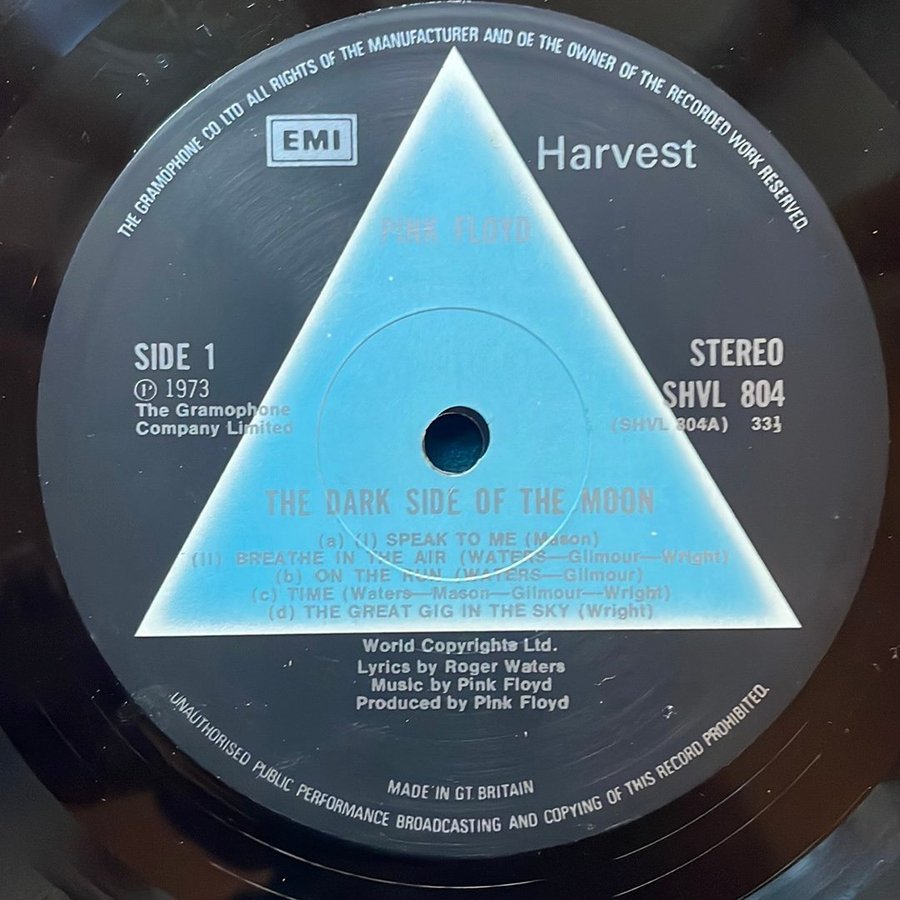 THE GRAMOPHONE CO LTD ALL RIGHTS OF THE MANUFACTURER AND OF THE OWNER OF THE RECORDED WORK RESERVED.
EMI
Harvest
PINK FLOYD
SIDE 1
Ⓟ 1973
The Gramophone
Company Limited
STEREO
SHVL 804
(SHVL 804A) 33⅓
THE DARK SIDE OF THE MOON
(a) (I) SPEAK TO ME (Mason)
(II) BREATHE IN THE AIR (WATERS—Gilmour—Wright)
(b) ON THE RUN (WATERS—Gilmour)
(c) TIME (Waters—Mason—Gilmour—Wright)
(d) THE GREAT GIG IN THE SKY (Wright)
World Copyrights Ltd.
Lyrics by Roger Waters
Music by Pink Floyd
Produced by Pink Floyd
MADE IN GT. BRITAIN
UNAUTHORISED PUBLIC PERFORMANCE BROADCASTING AND COPYING OF THIS RECORD PROHIBITED.